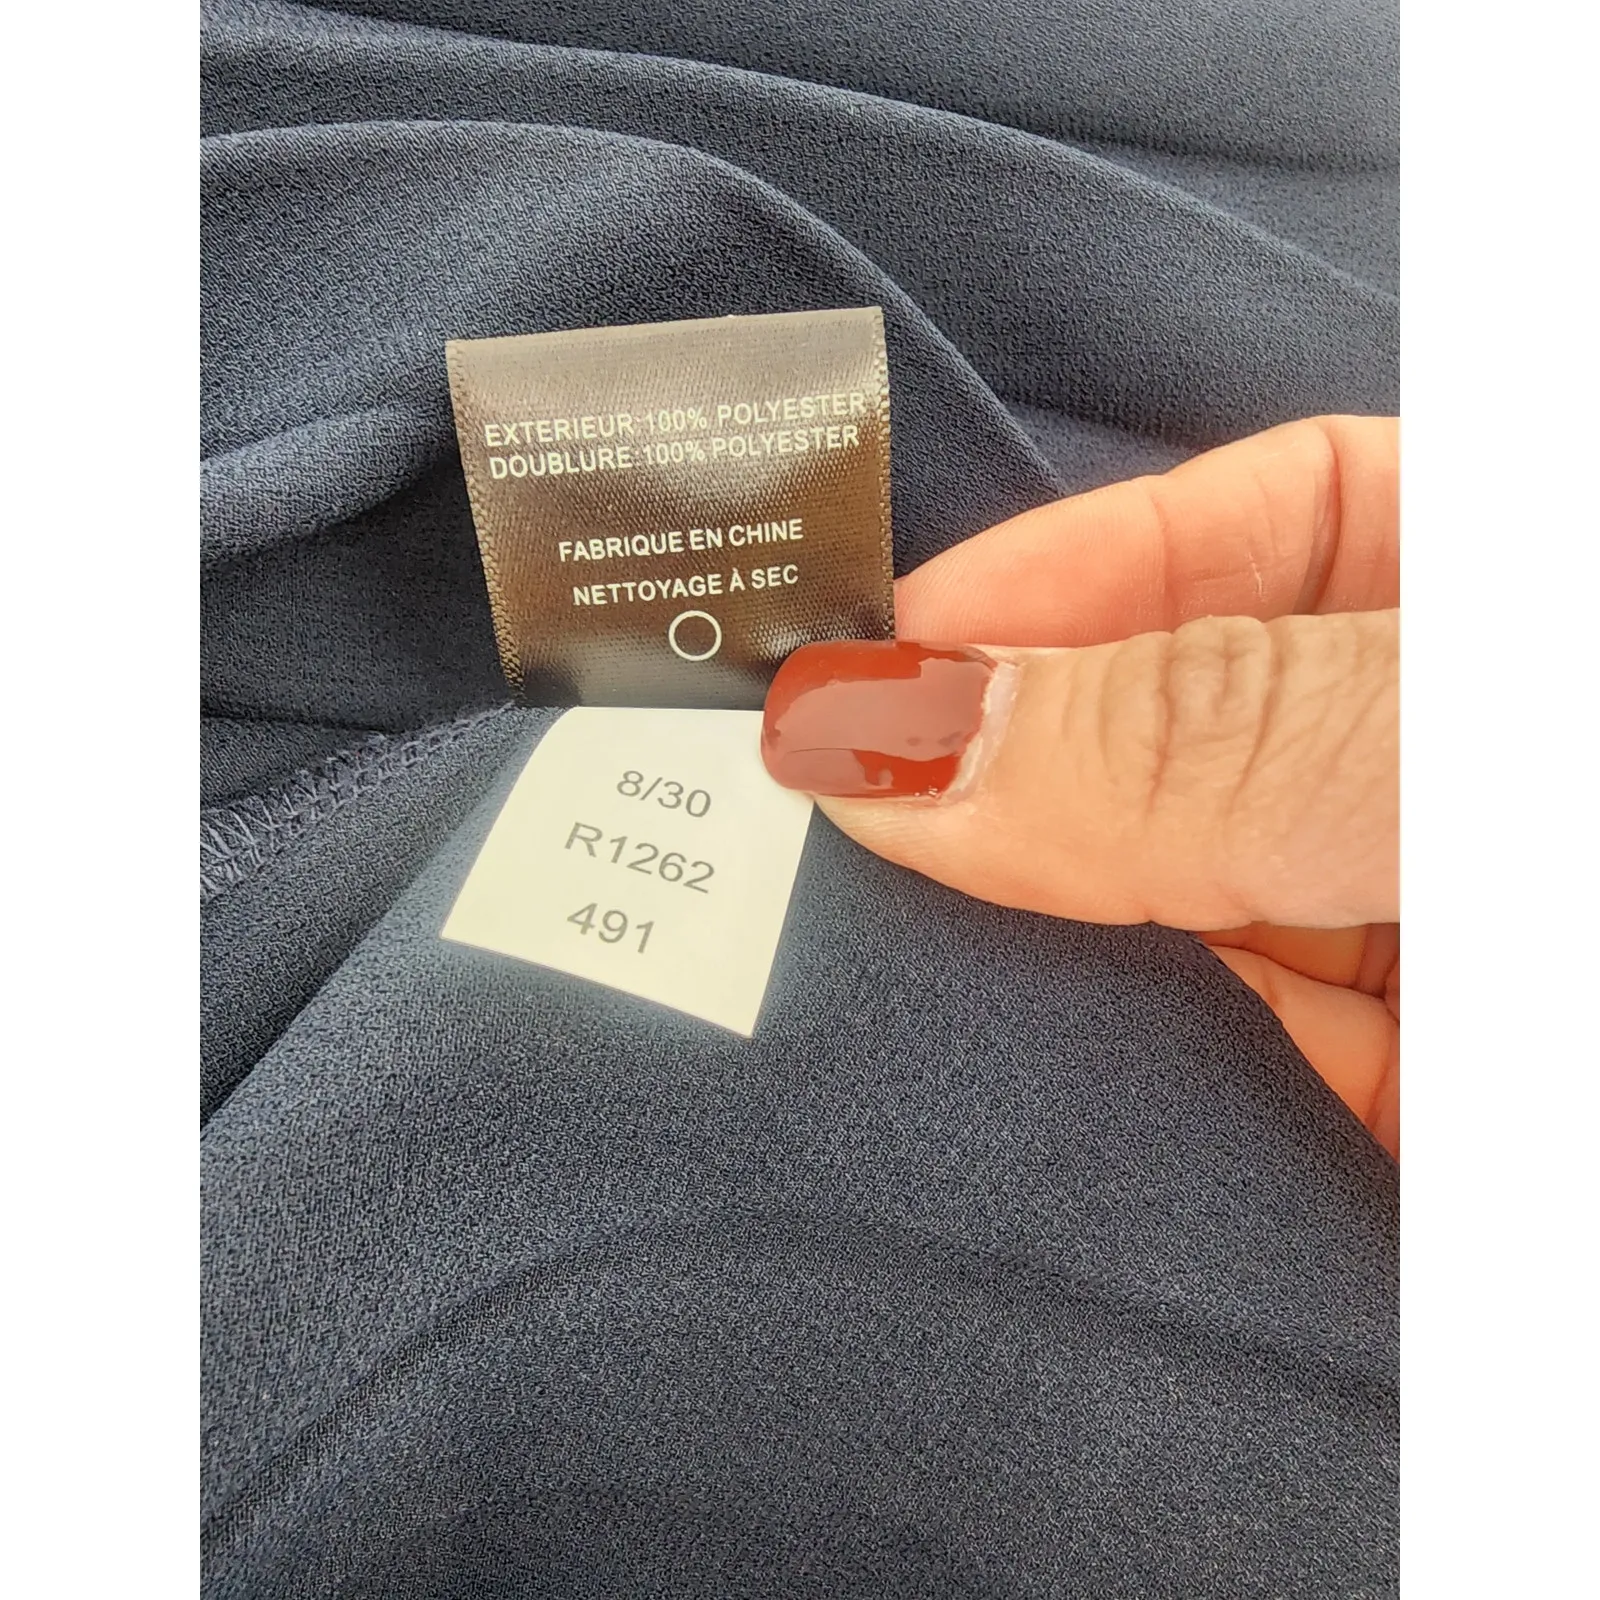 EXTERIEUR:100% POLYESTER
DOUBLURE:100% POLYESTER
FABRIQUE EN CHINE
NETTOYAGE À SEC
8/30
R1262
491